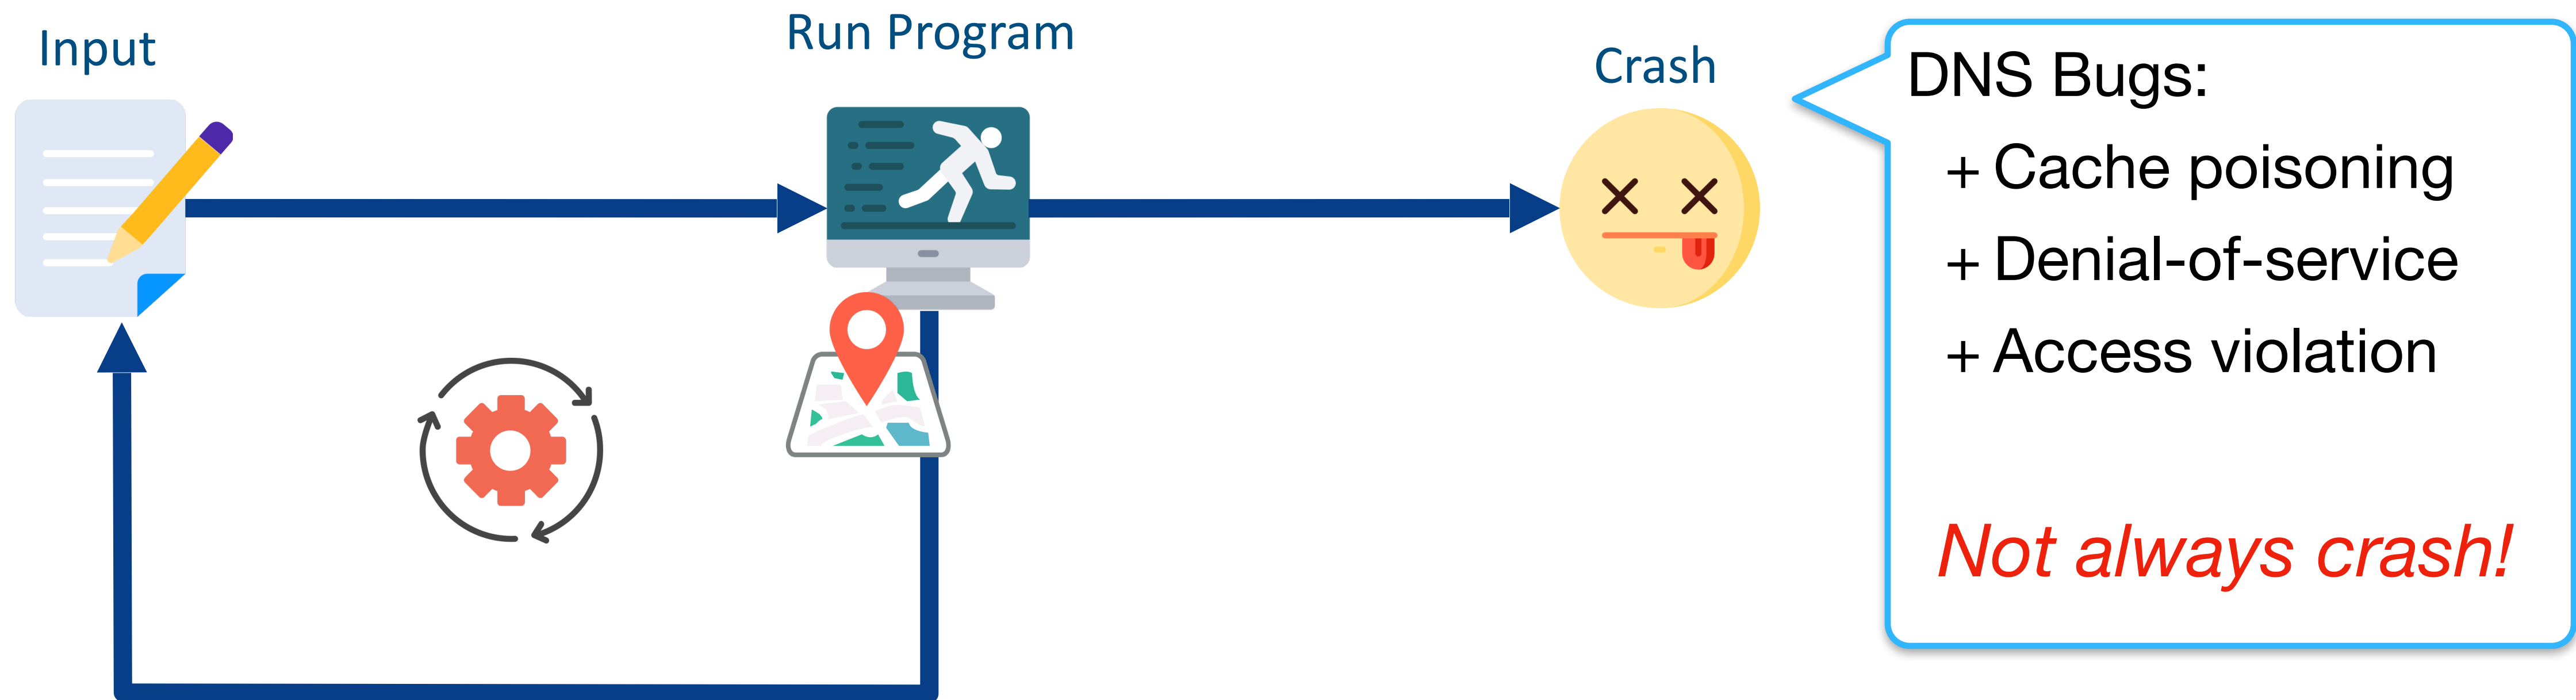 Input
Run Program
Crash
DNS Bugs:
+ Cache poisoning
+ Denial-of-service
+ Access violation
Not always crash!